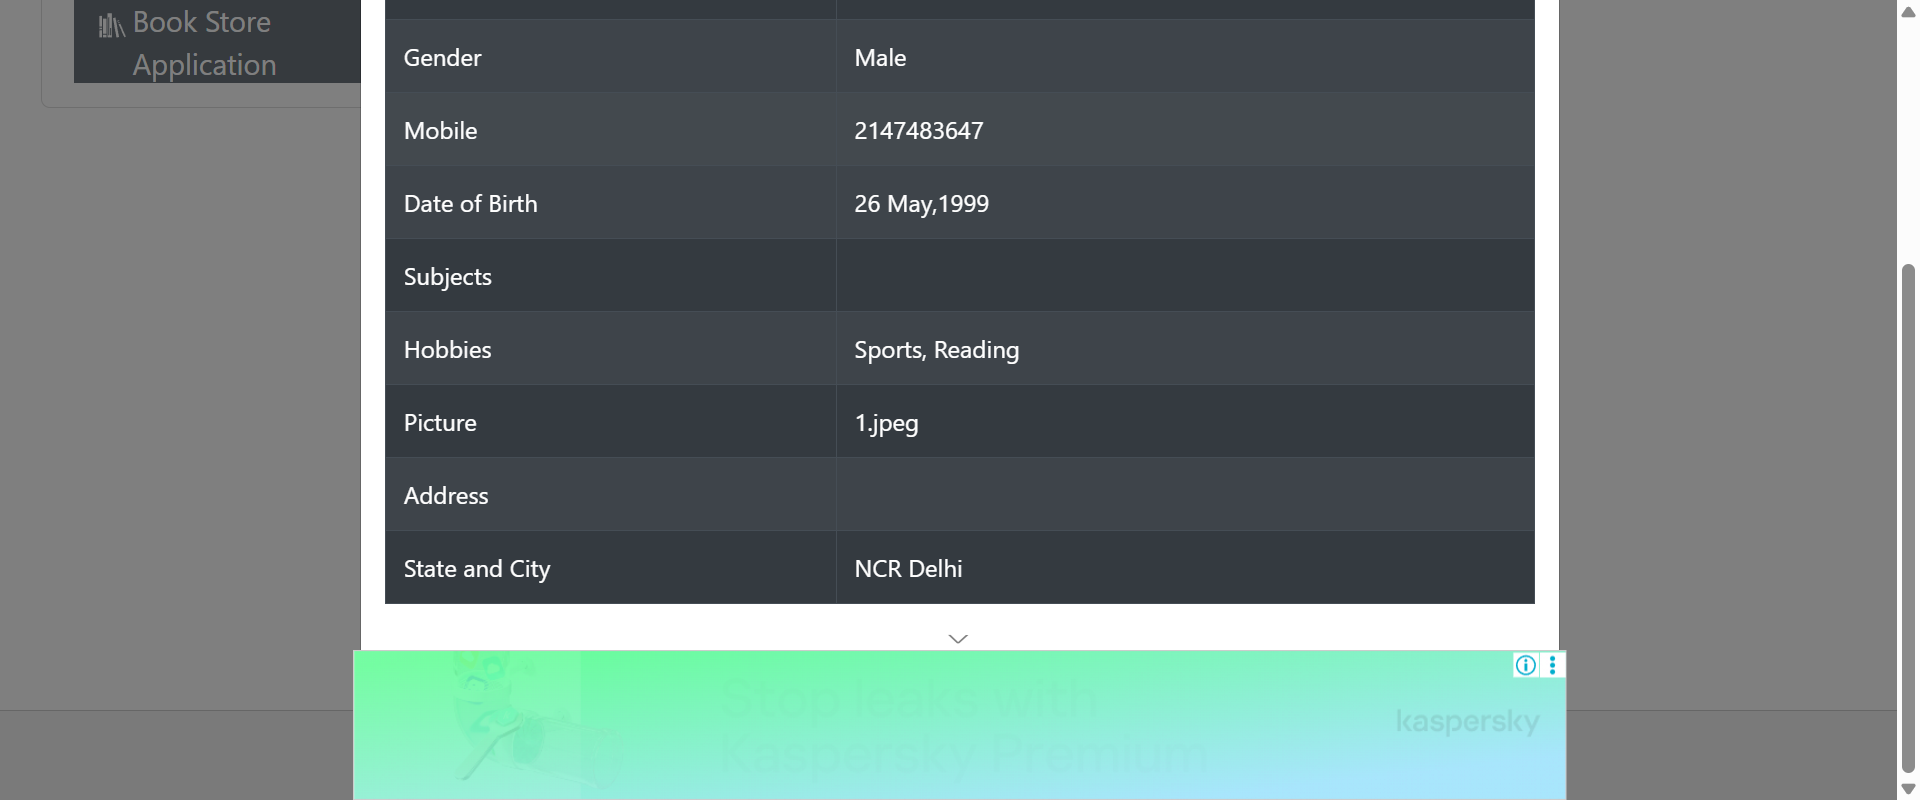 Book Store
Application
Gender Male
Mobile 2147483647
Date of Birth 26 May,1999
Subjects
Hobbies Sports, Reading
Picture 1.jpeg
Address
State and City NCR Delhi
Stop leaks with
Kaspersky Premium
kaspersky